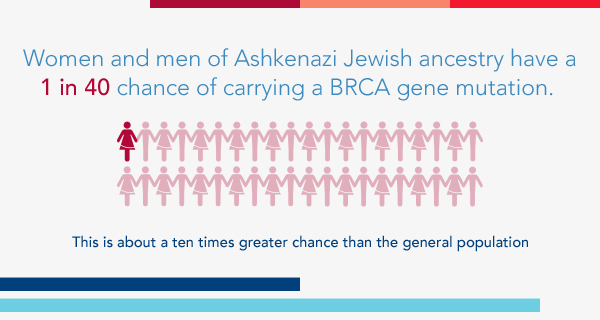 Women and men of Ashkenazi Jewish ancestry have a
1 in 40 chance of carrying a BRCA gene mutation.
This is about a ten times greater chance than the general population